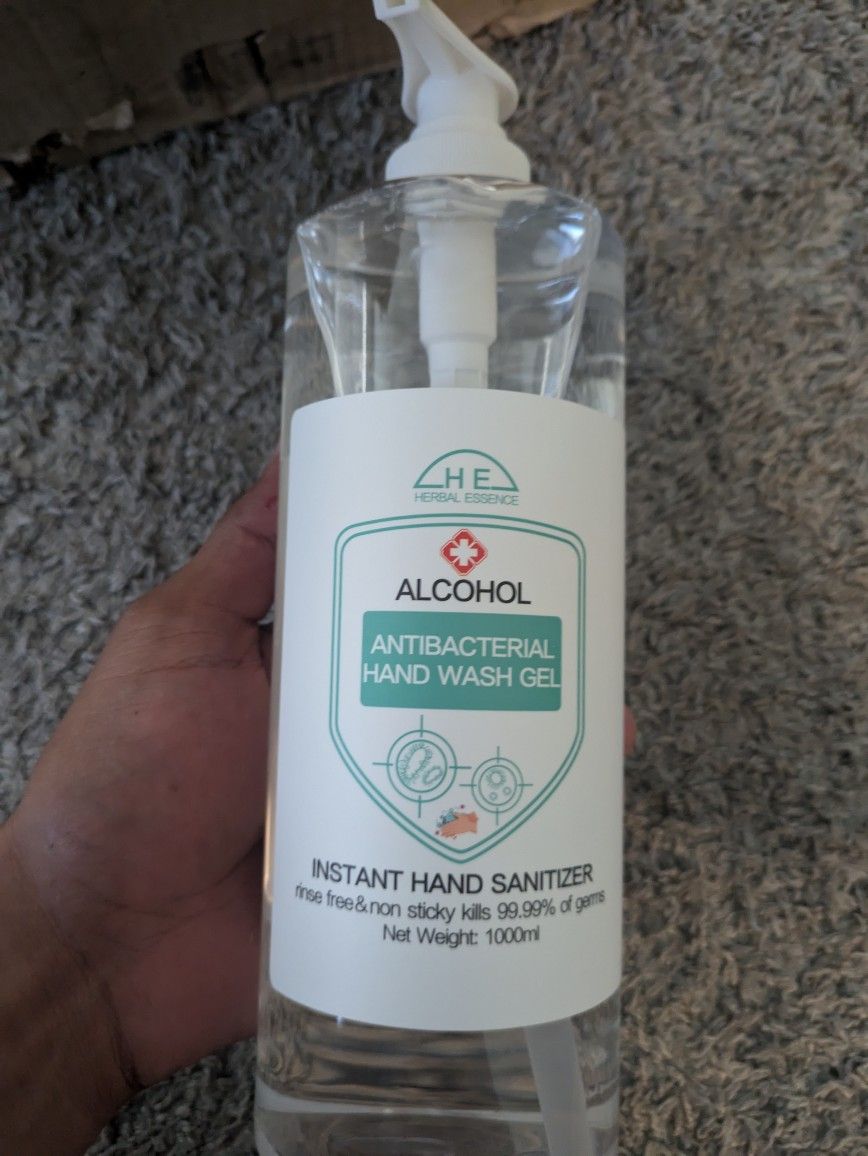 H E
HERBAL ESSENCE
ALCOHOL
ANTIBACTERIAL
HAND WASH GEL
INSTANT HAND SANITIZER
rinse free&non sticky kills 99.99% of germs
Net Weight: 1000ml